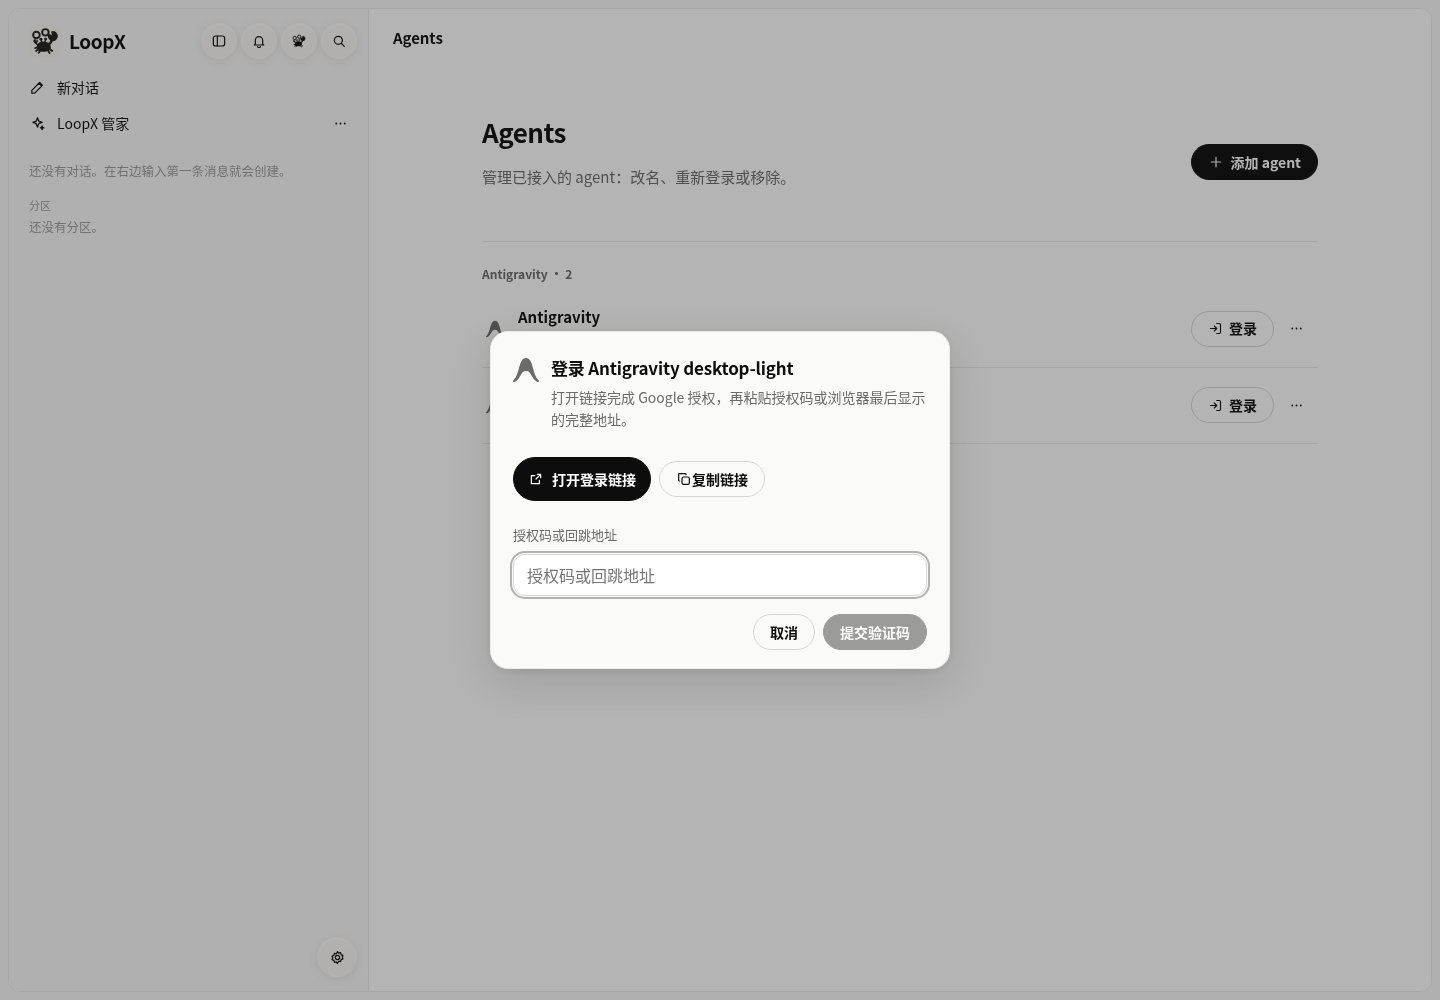 LoopX
新对话
LoopX 管家
还没有对话。在右边输入第一条消息就会创建。
分区
还没有分区。
Agents
Agents
管理已接入的 agent：改名、重新登录或移除。
添加 agent
Antigravity · 2
Antigravity
登录
登录
登录 Antigravity desktop-light
打开链接完成 Google 授权，再粘贴授权码或浏览器最后显示
的完整地址。
打开登录链接
复制链接
授权码或回跳地址
授权码或回跳地址
取消
提交验证码